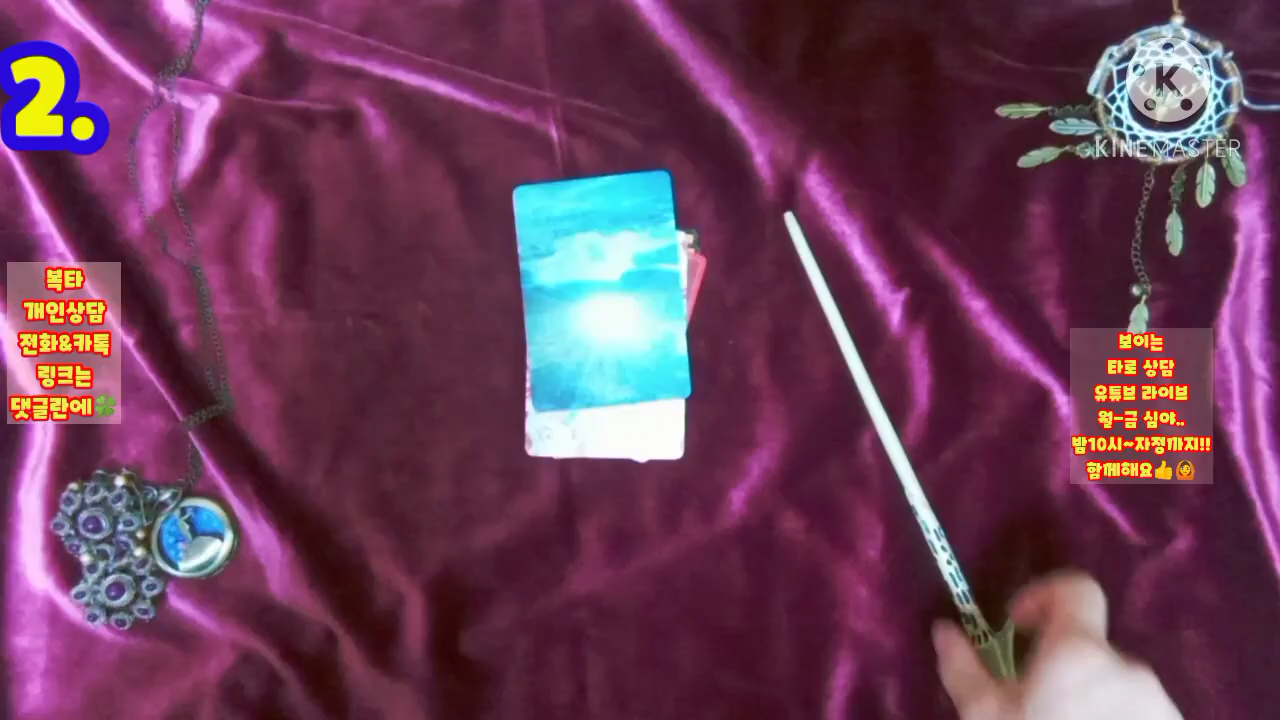 2.
복타
개인상담
전화&카톡
링크는
댓글란에🍀
K
KINEMASTER
보이는
타로 상담
유튜브 라이브
월-금 심야..
밤10시~자정까지!!
함께해요👍🙆